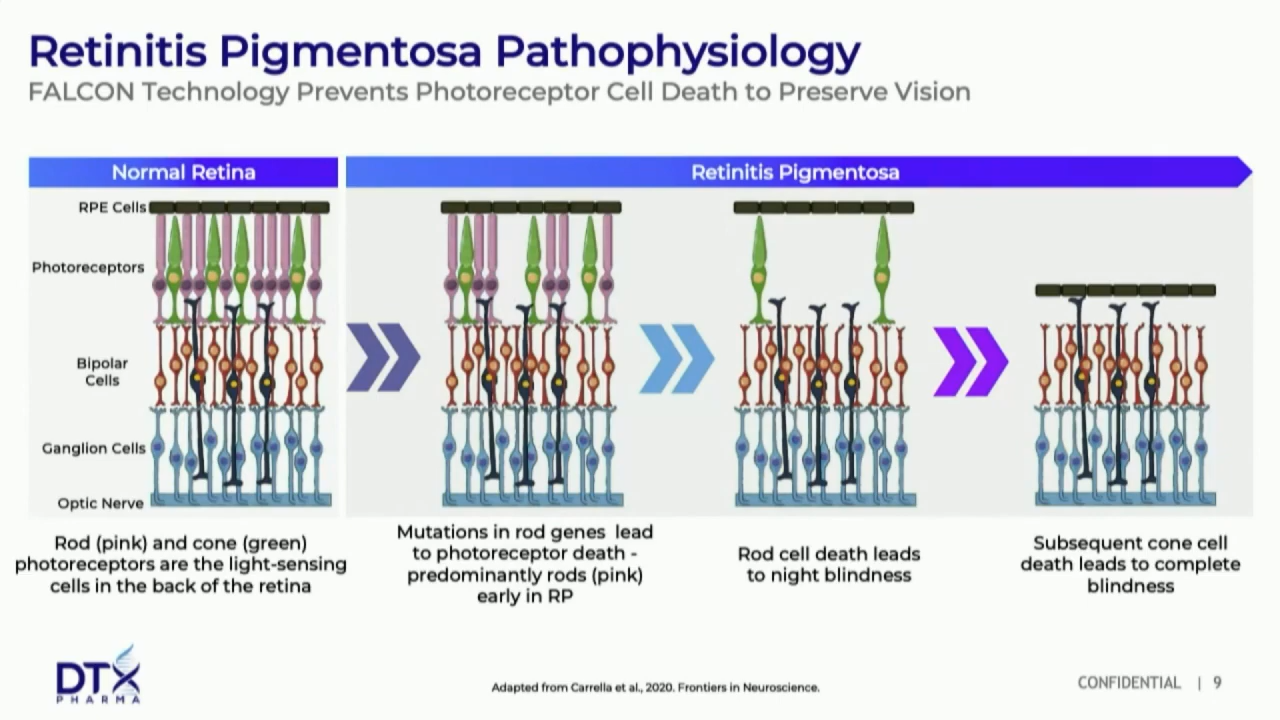 Retinitis Pigmentosa Pathophysiology
FALCON Technology Prevents Photoreceptor Cell Death to Preserve Vision
Normal Retina
Retinitis Pigmentosa
RPE Cells
Photoreceptors
Bipolar
Cells
Ganglion Cells
Optic Nerve
Rod (pink) and cone (green)
photoreceptors are the light-sensing
cells in the back of the retina
Mutations in rod genes lead
to photoreceptor death -
predominantly rods (pink)
early in RP
Rod cell death leads
to night blindness
Subsequent cone cell
death leads to complete
blindness
DTX
PHARMA
Adapted from Carrella et al., 2020. Frontiers in Neuroscience.
CONFIDENTIAL | 9